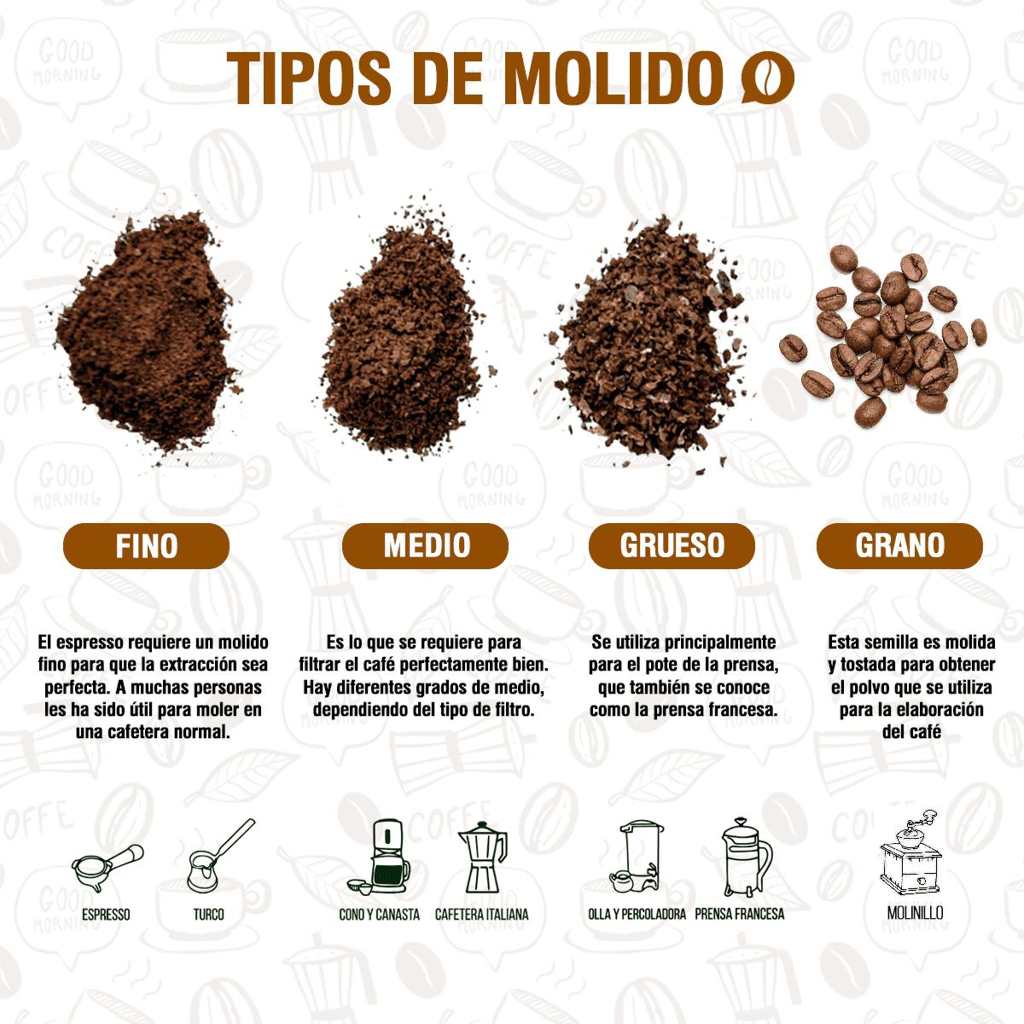 TIPOS DE MOLIDO
FINO
El espresso requiere un molido
fino para que la extracción sea
perfecta. A muchas personas
les ha sido útil para moler en
una cafetera normal.
ESPRESSO
TURCO
MEDIO
Es lo que se requiere para
filtrar el café perfectamente bien.
Hay diferentes grados de medio,
dependiendo del tipo de filtro.
CONO Y CANASTA
CAFETERA ITALIANA
GRUESO
Se utiliza principalmente
para el pote de la prensa,
que también se conoce
como la prensa francesa.
OLLA Y PERCOLADORA
PRENSA FRANCESA
GRANO
Esta semilla es molida
y tostada para obtener
el polvo que se utiliza
para la elaboración
del café
MOLINILLO
GOOD
MORNING
COFFE